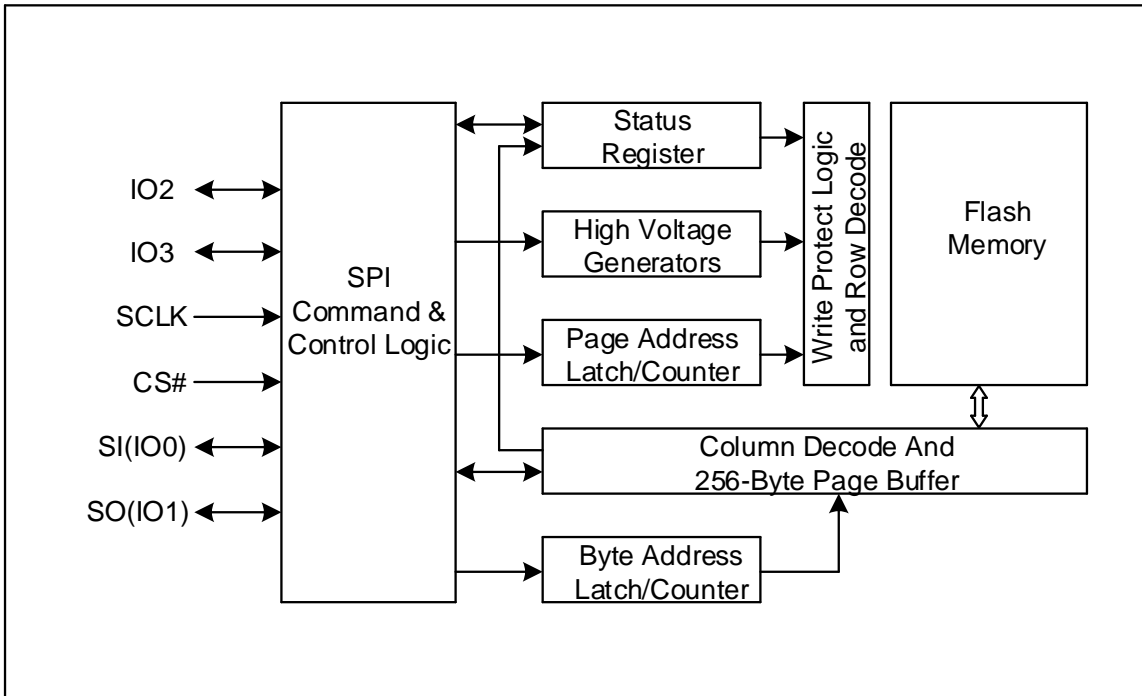 IO2
IO3
SCLK
CS#
SI(IO0)
SO(IO1)
SPI
Command &
Control Logic
Status
Register
High Voltage
Generators
Page Address
Latch/Counter
Write Protect Logic
and Row Decode
Flash
Memory
Column Decode And
256-Byte Page Buffer
Byte Address
Latch/Counter